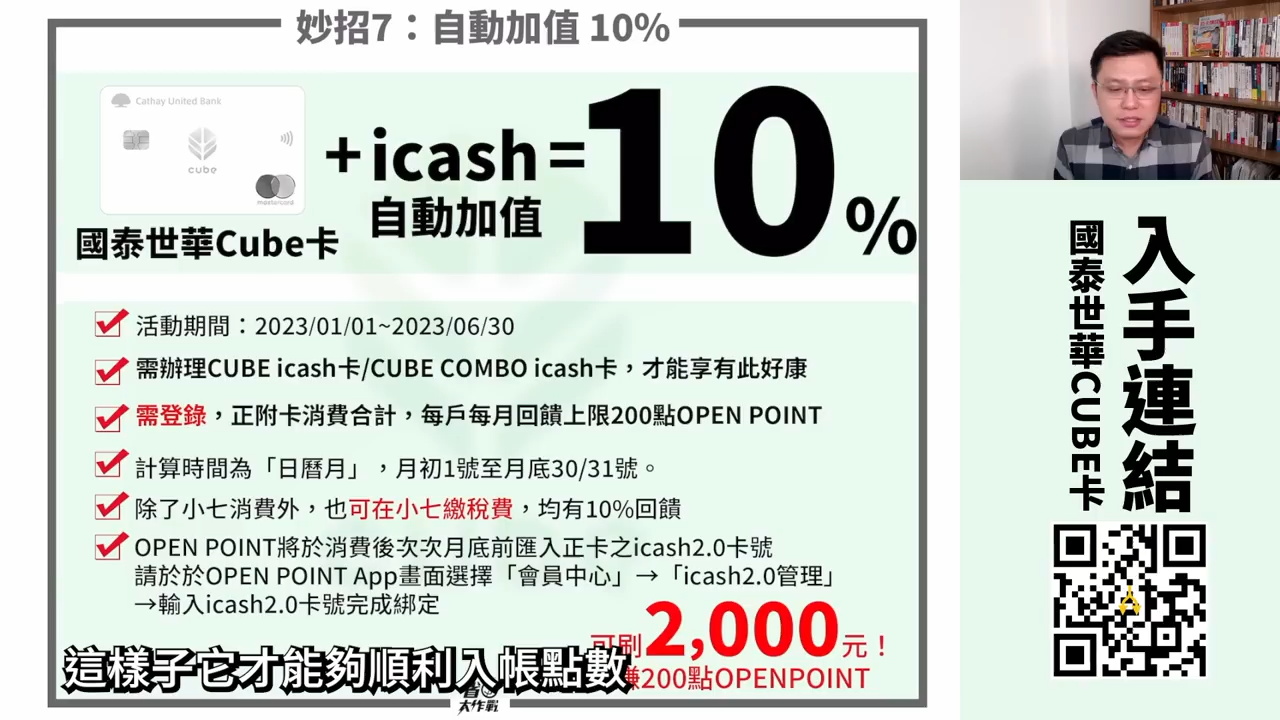 妙招7：自動加值 10%
Cathay United Bank
cube
mastercard
國泰世華Cube卡
+icash=10%
自動加值
活動期間：2023/01/01~2023/06/30
需辦理CUBE icash卡/CUBE COMBO icash卡，才能享有此好康
需登錄，正附卡消費合計，每戶每月回饋上限200點OPEN POINT
計算時間為「日曆月」，月初1號至月底30/31號。
除了小七消費外，也可在小七繳稅費，均有10%回饋
OPEN POINT將於消費後次次月底前匯入正卡之icash2.0卡號
請於於OPEN POINT App畫面選擇「會員中心」→「icash2.0管理」
→輸入icash2.0卡號完成綁定
可刷2,000元！
賺200點OPENPOINT
這樣子它才能夠順利入帳點數
大作戰
入手連結
國泰世華CUBE卡